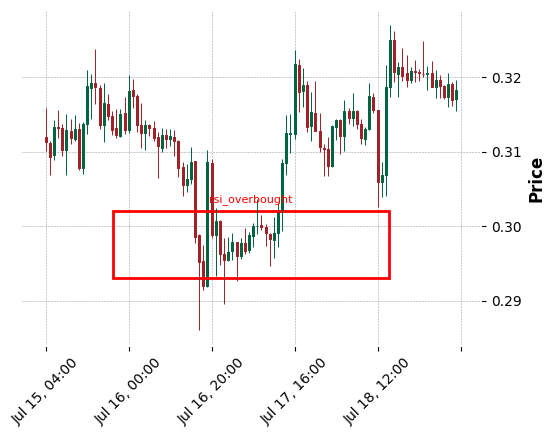 0.32
0.31
rsi_overbought
0.30
0.29
Price
Jul 15, 04:00
Jul 16, 00:00
Jul 16, 20:00
Jul 17, 16:00
Jul 18, 12:00